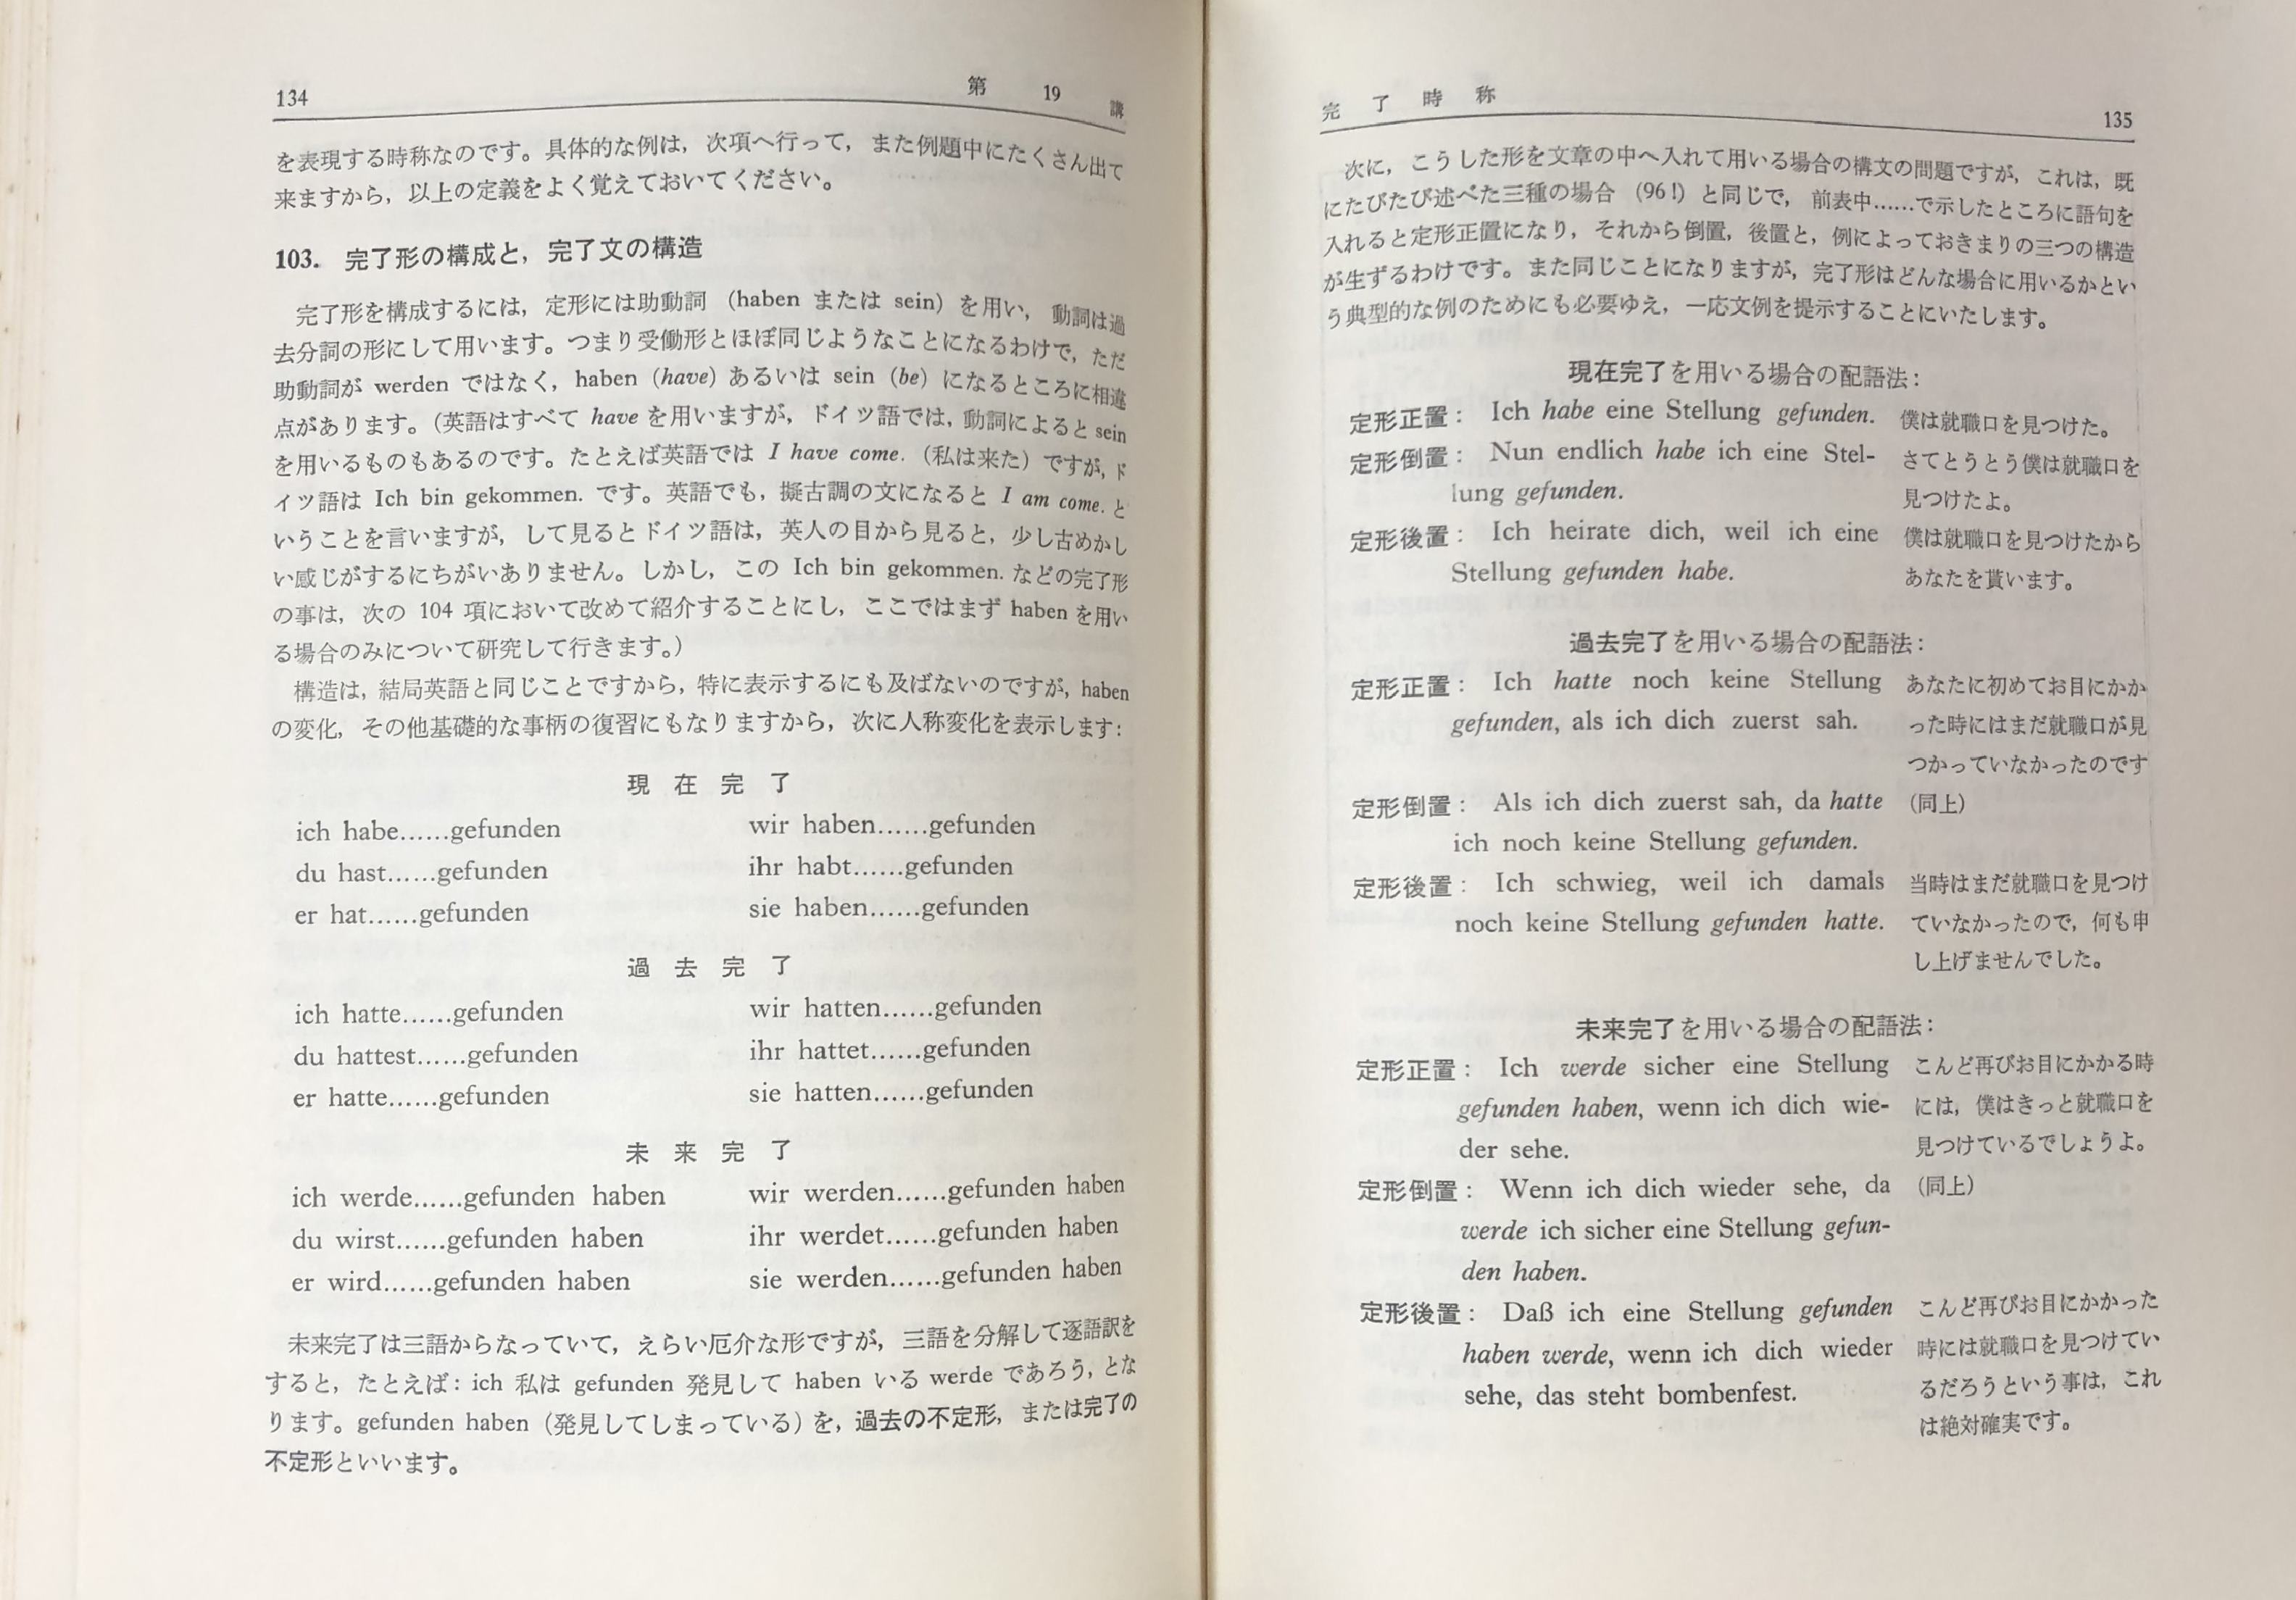 134
第 19 講
を表現する時称なのです。具体的な例は，次項へ行って，また例題中にたくさん出て
来ますから，以上の定義をよく覚えておいてください。
103. 完了形の構成と，完了文の構造
完了形を構成するには，定形には助動詞 (haben または sein) を用い，動詞は過
去分詞の形にして用います。つまり受働形とほぼ同じようなことになるわけで，ただ
助動詞が werden ではなく，haben (have) あるいは sein (be) になるところに相違
点があります。(英語はすべて have を用いますが，ドイツ語では，動詞によると sein
を用いるものもあるのです。たとえば英語では I have come. (私は来た) ですが，ド
イツ語は Ich bin gekommen. です。英語でも，擬古調の文になると I am come. と
いうことを言いますが，して見るとドイツ語は，英人の目から見ると，少し古めかし
い感じがするにちがいありません。しかし，この Ich bin gekommen. などの完了形
の事は，次の 104 項において改めて紹介することにし，ここではまず haben を用い
る場合のみについて研究して行きます。)
構造は，結局英語と同じことですから，特に表示するにも及ばないのですが，haben
の変化，その他基礎的な事柄の復習にもなりますから，次に人称変化を表示します：
現在完了
ich habe……gefunden wir haben……gefunden
du hast……gefunden ihr habt……gefunden
er hat……gefunden sie haben……gefunden
過去完了
ich hatte……gefunden wir hatten……gefunden
du hattest……gefunden ihr hattet……gefunden
er hatte……gefunden sie hatten……gefunden
未来完了
ich werde……gefunden haben wir werden……gefunden haben
du wirst……gefunden haben ihr werdet……gefunden haben
er wird……gefunden haben sie werden……gefunden haben
未来完了は三語からなっていて，えらい厄介な形ですが，三語を分解して逐語訳を
すると，たとえば：ich 私は gefunden 発見して haben いる werde であろう，とな
ります。gefunden haben (発見してしまっている) を，過去の不定形，または完了の
不定形といいます。
完了時称
135
次に，こうした形を文章の中へ入れて用いる場合の構文の問題ですが，これは，既
にたびたび述べた三種の場合 (96!) と同じで，前表中……で示したところに語句を
入れると定形正置になり，それから倒置，後置と，例によっておきまりの三つの構造
が生ずるわけです。また同じことになりますが，完了形はどんな場合に用いるかとい
う典型的な例のためにも必要ゆえ，一応文例を提示することにいたします。
現在完了を用いる場合の配語法：
定形正置： Ich habe eine Stellung gefunden. 僕は就職口を見つけた。
定形倒置： Nun endlich habe ich eine Stel- さてとうとう僕は就職口を
lung gefunden. 見つけたよ。
定形後置： Ich heirate dich, weil ich eine 僕は就職口を見つけたから
Stellung gefunden habe. あなたを貰います。
過去完了を用いる場合の配語法：
定形正置： Ich hatte noch keine Stellung あなたに初めてお目にかか
gefunden, als ich dich zuerst sah. った時にはまだ就職口が見
つかっていなかったのです
定形倒置： Als ich dich zuerst sah, da hatte (同上)
ich noch keine Stellung gefunden.
定形後置： Ich schwieg, weil ich damals 当時はまだ就職口を見つけ
noch keine Stellung gefunden hatte. ていなかったので，何も申
し上げませんでした。
未来完了を用いる場合の配語法：
定形正置： Ich werde sicher eine Stellung こんど再びお目にかかる時
gefunden haben, wenn ich dich wie- には，僕はきっと就職口を
der sehe. 見つけているでしょうよ。
定形倒置： Wenn ich dich wieder sehe, da (同上)
werde ich sicher eine Stellung gefun-
den haben.
定形後置： Daß ich eine Stellung gefunden こんど再びお目にかかった
haben werde, wenn ich dich wieder 時には就職口を見つけてい
sehe, das steht bombenfest. るだろうという事は，これ
は絶対確実です。